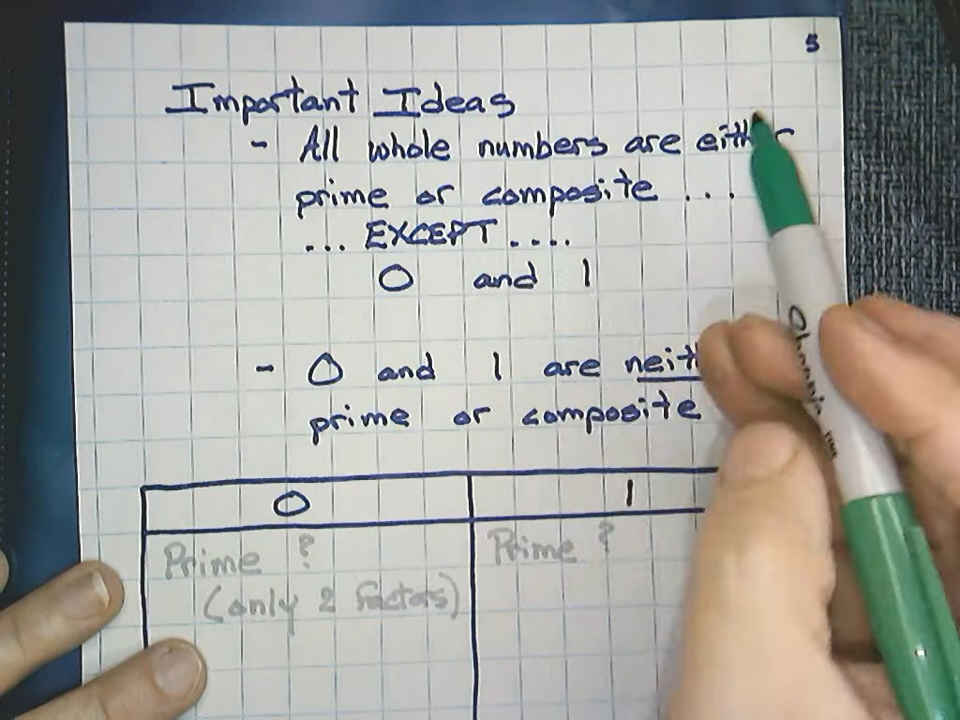 5
Important Ideas
- All whole numbers are either
prime or composite ...
... EXCEPT ....
0 and 1
- 0 and 1 are
prime or composite
0 1
Prime ? Prime ?
(only 2 factors)